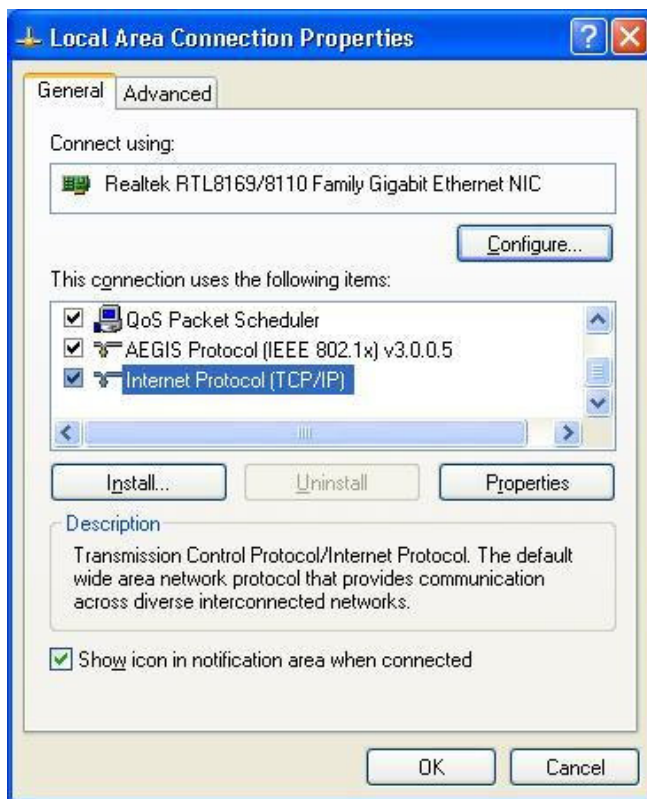 Local Area Connection Properties
General
Advanced
Connect using:
Realtek RTL8169/8110 Family Gigabit Ethernet NIC
Configure...
This connection uses the following items:
QoS Packet Scheduler
AEGIS Protocol (IEEE 802.1x) v3.0.0.5
Internet Protocol (TCP/IP)
Install...
Uninstall
Properties
Description
Transmission Control Protocol/Internet Protocol. The default
wide area network protocol that provides communication
across diverse interconnected networks.
Show icon in notification area when connected
OK
Cancel